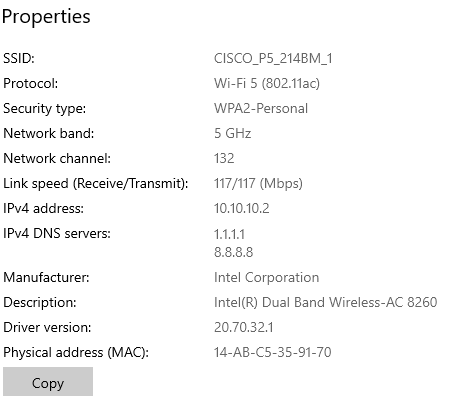 Properties
SSID: CISCO_P5_214BM_1
Protocol: Wi-Fi 5 (802.11ac)
Security type: WPA2-Personal
Network band: 5 GHz
Network channel: 132
Link speed (Receive/Transmit): 117/117 (Mbps)
IPv4 address: 10.10.10.2
IPv4 DNS servers: 1.1.1.1
8.8.8.8
Manufacturer: Intel Corporation
Description: Intel(R) Dual Band Wireless-AC 8260
Driver version: 20.70.32.1
Physical address (MAC): 14-AB-C5-35-91-70
Copy